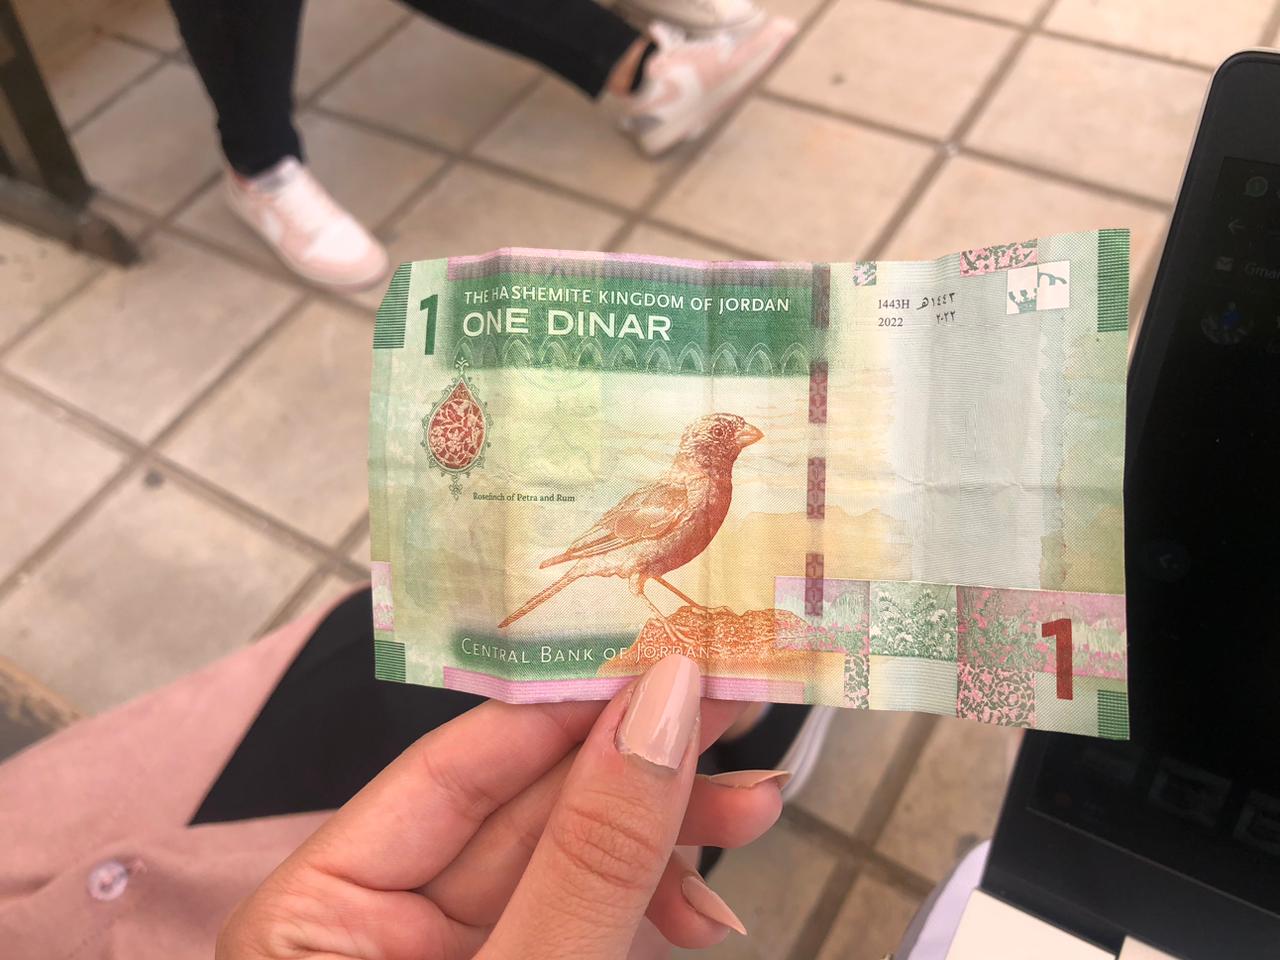 1
THE HASHEMITE KINGDOM OF JORDAN
ONE DINAR
1443H ١٤٤٣هـ
2022 ٢٠٢٢
Rosefinch of Petra and Rum
CENTRAL BANK OF JORDAN
1